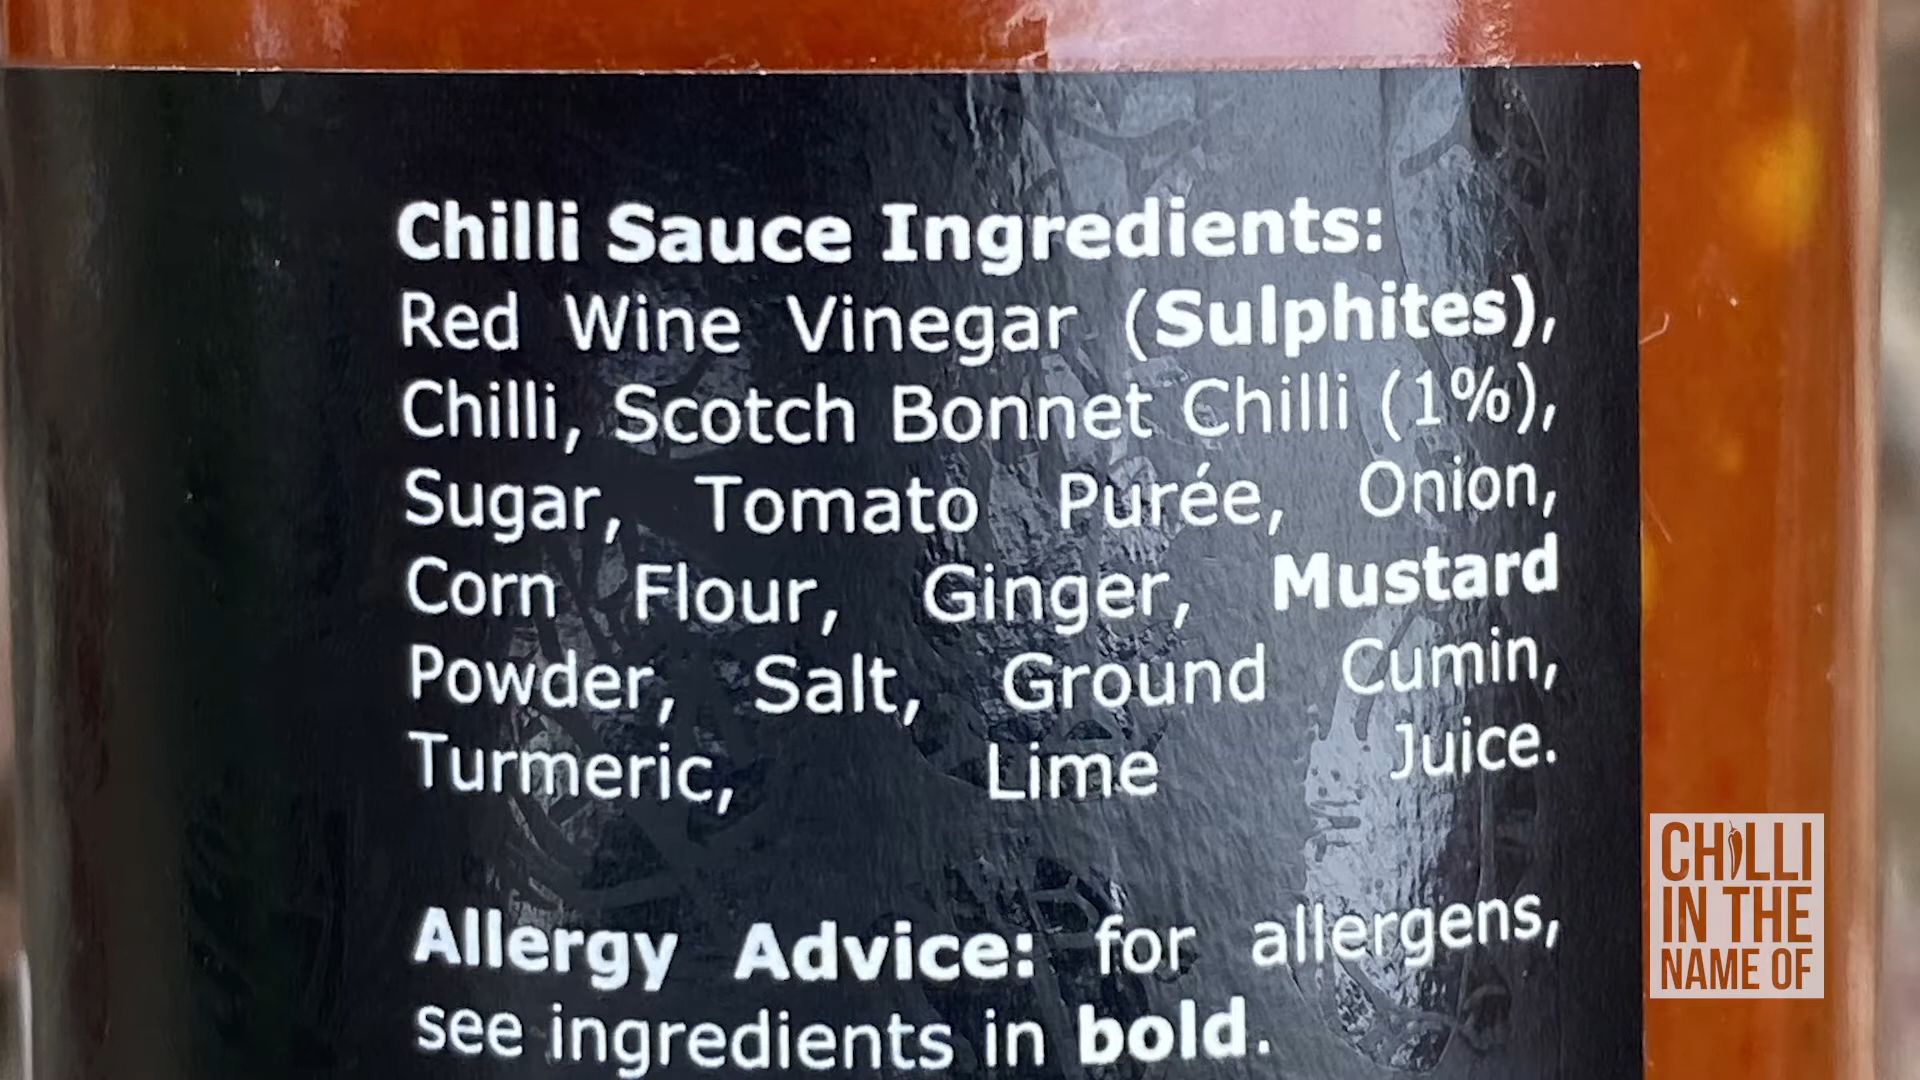 Chilli Sauce Ingredients:
Red Wine Vinegar (Sulphites),
Chilli, Scotch Bonnet Chilli (1%),
Sugar, Tomato Purée, Onion,
Corn Flour, Ginger, Mustard
Powder, Salt, Ground Cumin,
Turmeric, Lime Juice.
Allergy Advice: for allergens,
see ingredients in bold.
CHILLI
IN THE
NAME OF